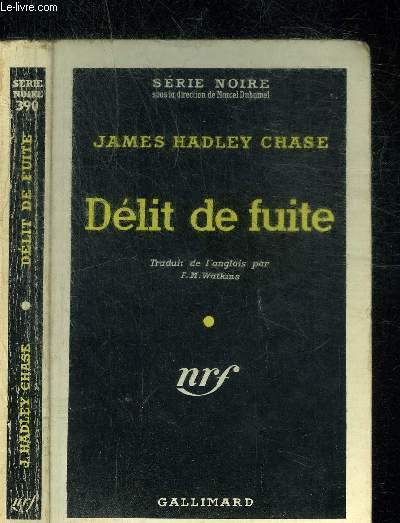 Le-livre.com
SÉRIE
NOIRE
390
DÉLIT DE FUITE
J. HADLEY CHASE
nrf
SÉRIE NOIRE
sous la direction de Marcel Duhamel
JAMES HADLEY CHASE
Délit de fuite
Traduit de l'anglais par
F. M. Watkins
nrf
GALLIMARD